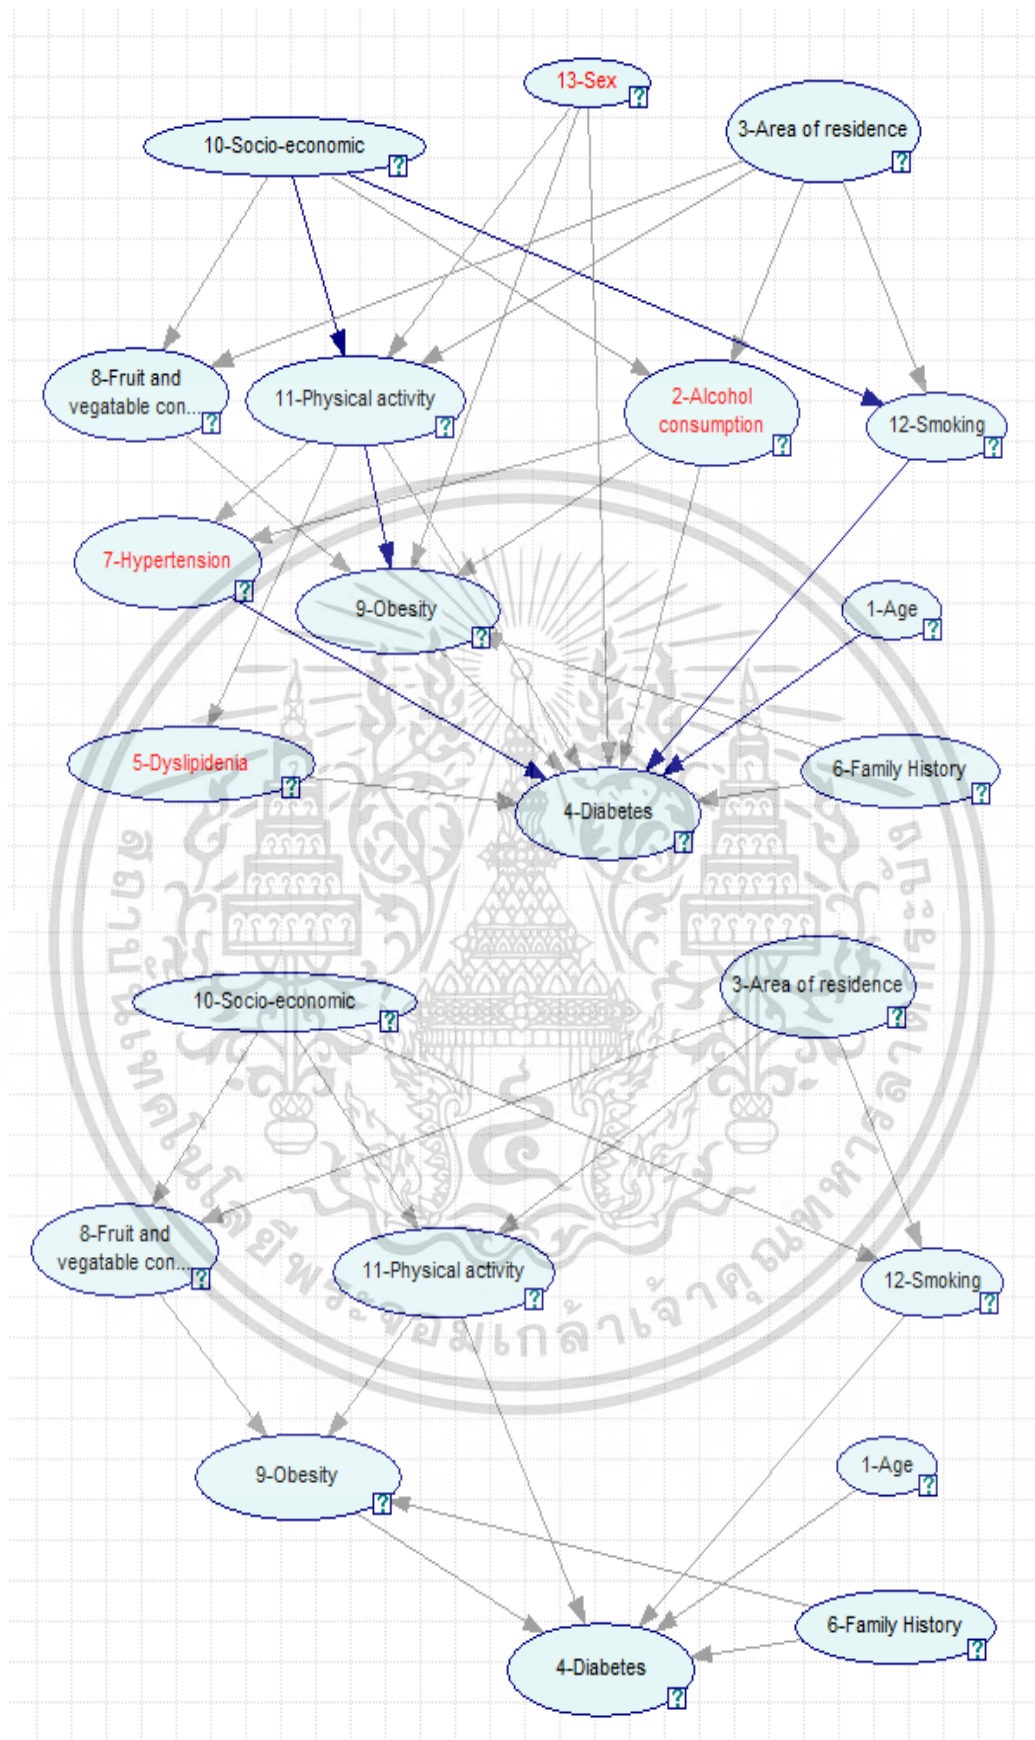 13-Sex
3-Area of residence
10-Socio-economic
8-Fruit and
vegatable con...
11-Physical activity
2-Alcohol
consumption
12-Smoking
7-Hypertension
9-Obesity
1-Age
5-Dyslipidenia
6-Family History
4-Diabetes
3-Area of residence
10-Socio-economic
8-Fruit and
vegatable con...
11-Physical activity
12-Smoking
9-Obesity
1-Age
6-Family History
4-Diabetes